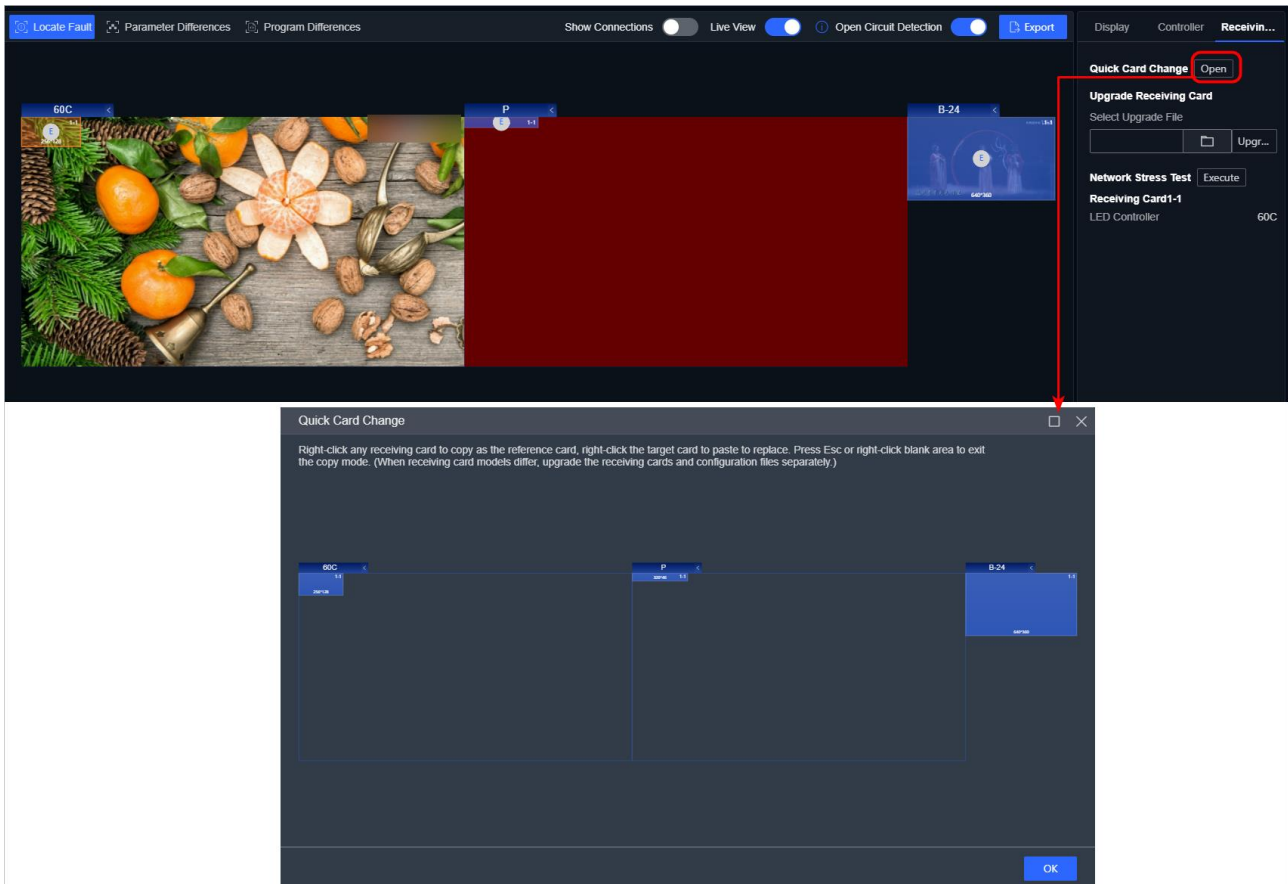 Locate Fault Parameter Differences Program Differences Show Connections Live View Open Circuit Detection Export
Display Controller Receivin...
Quick Card Change Open
Upgrade Receiving Card
Select Upgrade File
Upgr...
Network Stress Test Execute
Receiving Card1-1
LED Controller 60C
60C P B-24
1-1 E
E 1-1
E
640*360
Quick Card Change
Right-click any receiving card to copy as the reference card, right-click the target card to paste to replace. Press Esc or right-click blank area to exit
the copy mode. (When receiving card models differ, upgrade the receiving cards and configuration files separately.)
60C P B-24
1-1 1-1 1-1
640*360
OK